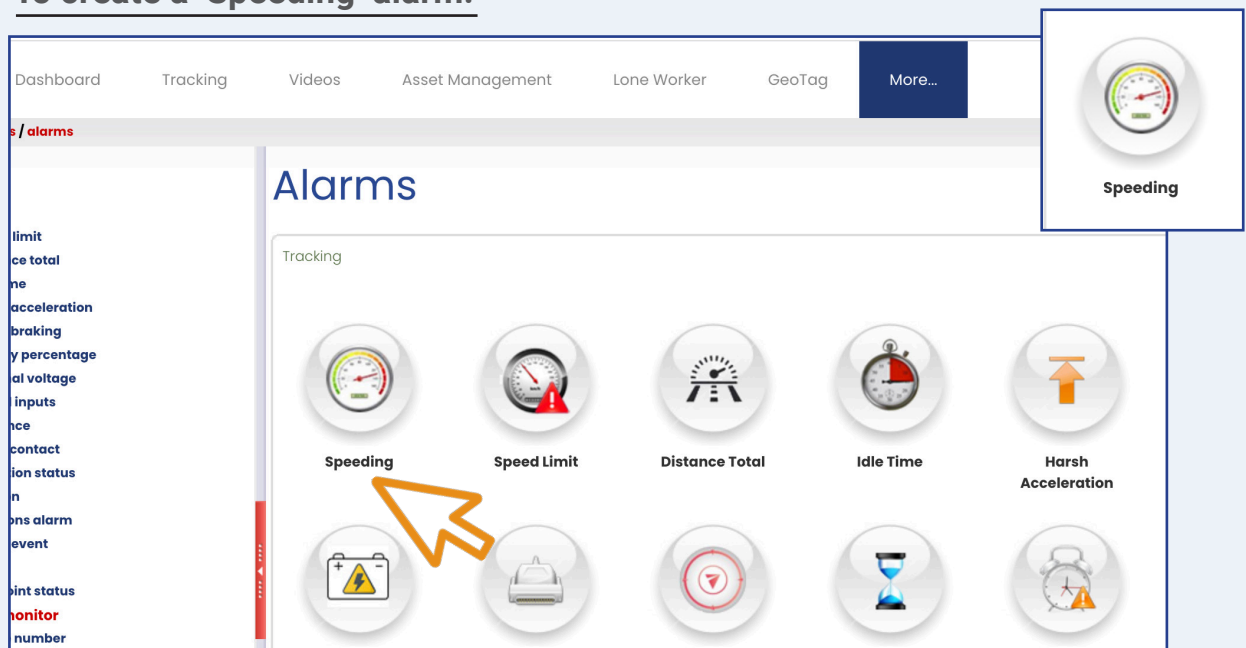 To create a 'Speeding' alarm:
Dashboard Tracking Videos Asset Management Lone Worker GeoTag More...
s / alarms
Speeding
Alarms
limit
ce total
me
acceleration
braking
y percentage
al voltage
l inputs
nce
contact
ion status
n
ons alarm
event
oint status
monitor
number
Tracking
Speeding
Speed Limit
Distance Total
Idle Time
Harsh
Acceleration